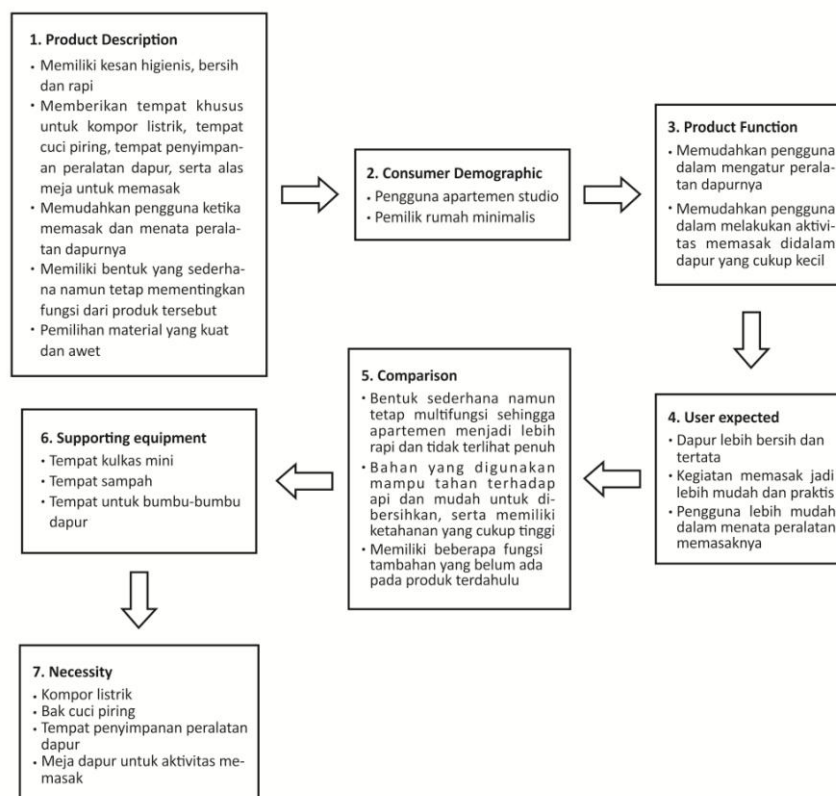 1. Product Description
• Memiliki kesan higienis, bersih
dan rapi
• Memberikan tempat khusus
untuk kompor listrik, tempat
cuci piring, tempat penyimpan-
an peralatan dapur, serta alas
meja untuk memasak
• Memudahkan pengguna ketika
memasak dan menata perala-
tan dapurnya
• Memiliki bentuk yang sederha-
na namun tetap mementingkan
fungsi dari produk tersebut
• Pemilihan material yang kuat
dan awet
2. Consumer Demographic
• Pengguna apartemen studio
• Pemilik rumah minimalis
3. Product Function
• Memudahkan pengguna
dalam mengatur perala-
tan dapurnya
• Memudahkan pengguna
dalam melakukan aktivi-
tas memasak didalam
dapur yang cukup kecil
4. User expected
• Dapur lebih bersih dan
tertata
• Kegiatan memasak jadi
lebih mudah dan praktis
• Pengguna lebih mudah
dalam menata peralatan
memasaknya
5. Comparison
• Bentuk sederhana namun
tetap multifungsi sehingga
apartemen menjadi lebih
rapi dan tidak terlihat penuh
• Bahan yang digunakan
mampu tahan terhadap
api dan mudah untuk di-
bersihkan, serta memiliki
ketahanan yang cukup tinggi
• Memiliki beberapa fungsi
tambahan yang belum ada
pada produk terdahulu
6. Supporting equipment
• Tempat kulkas mini
• Tempat sampah
• Tempat untuk bumbu-bumbu
dapur
7. Necessity
• Kompor listrik
• Bak cuci piring
• Tempat penyimpanan peralatan
dapur
• Meja dapur untuk aktivitas me-
masak